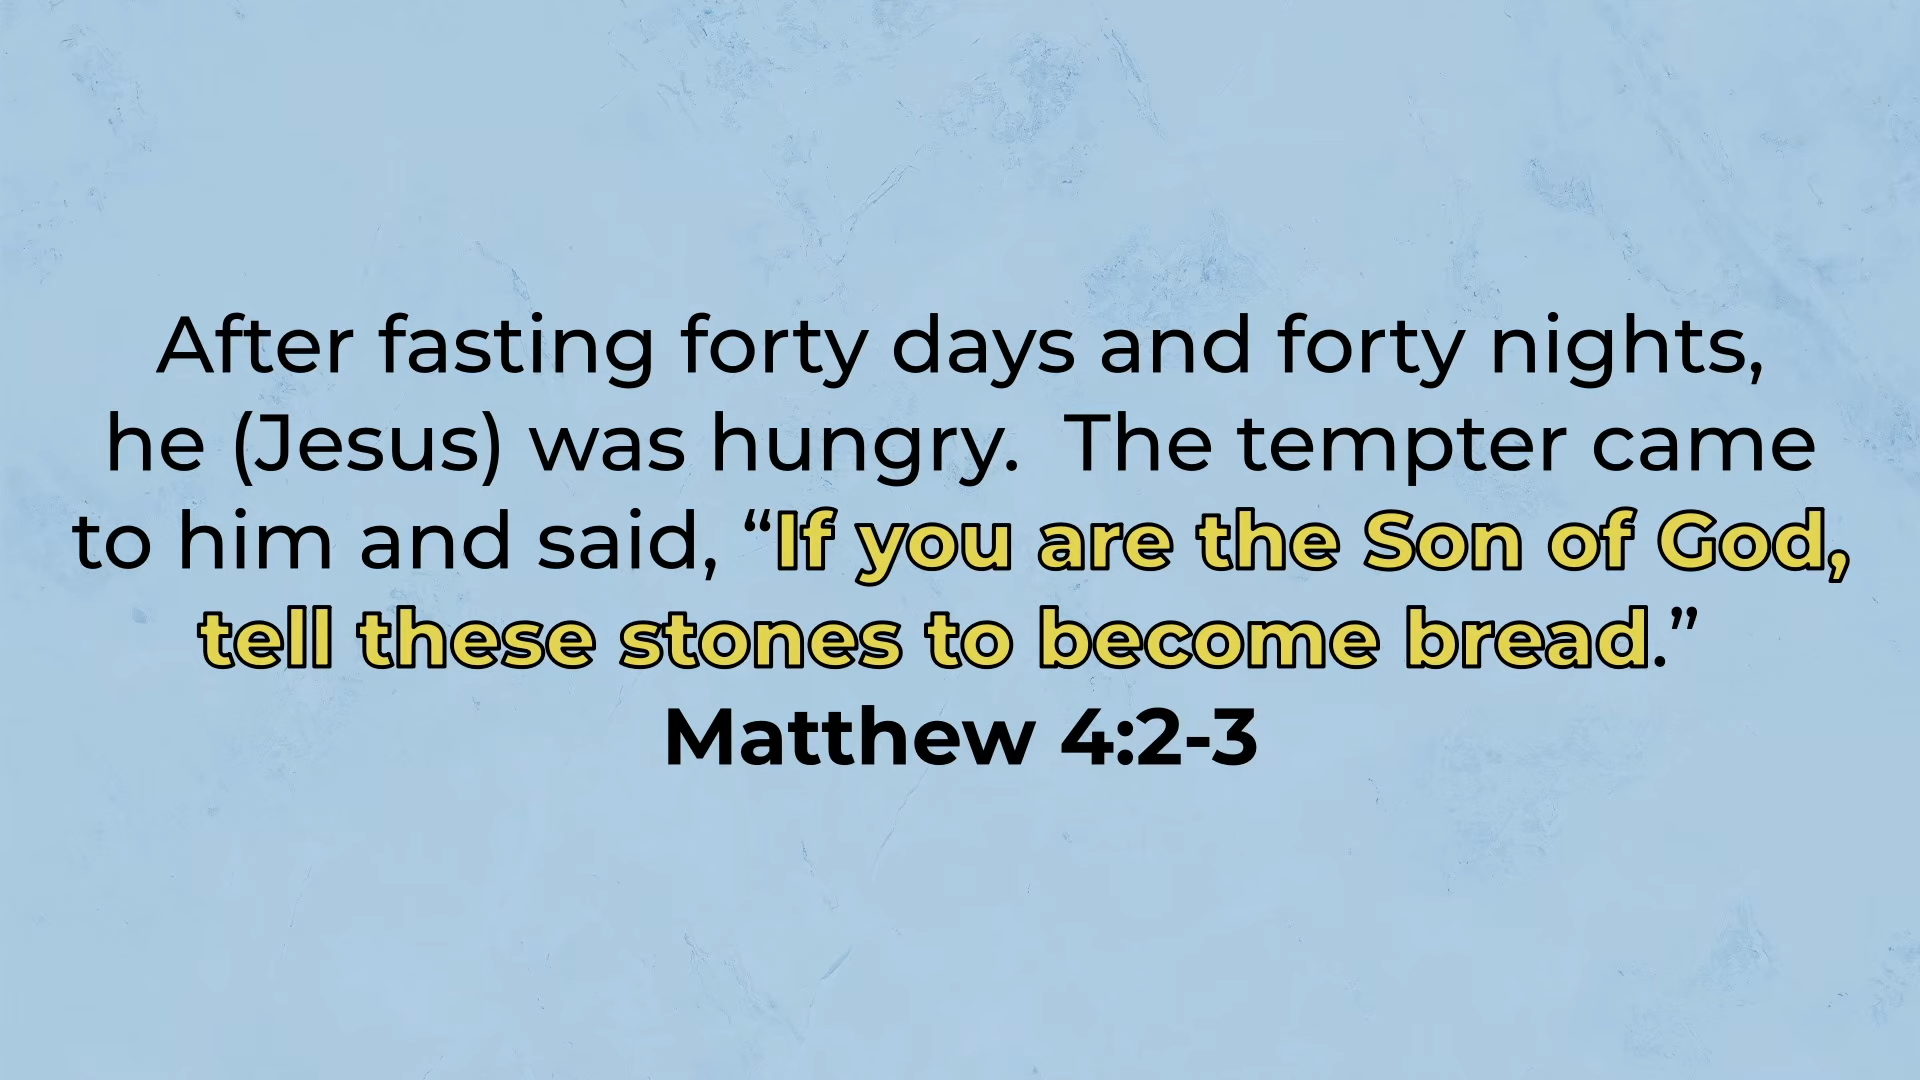 After fasting forty days and forty nights,
he (Jesus) was hungry.  The tempter came
to him and said, “If you are the Son of God,
tell these stones to become bread.”
Matthew 4:2-3